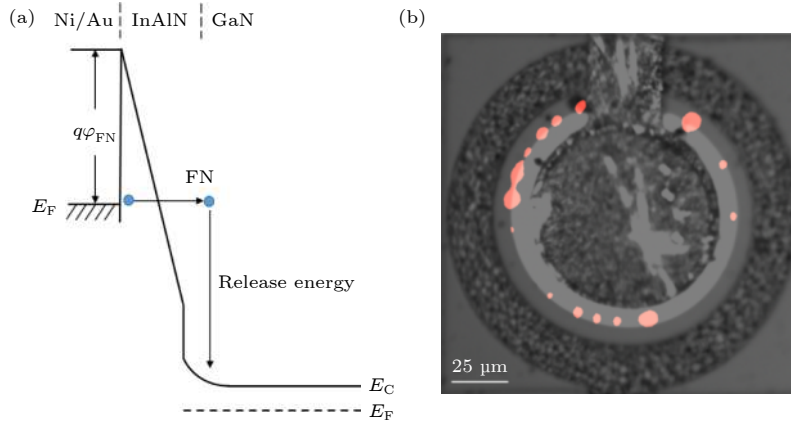 (a)
Ni/Au
InAlN
GaN
qφFN
FN
EF
Release energy
EC
EF
(b)
25 µm